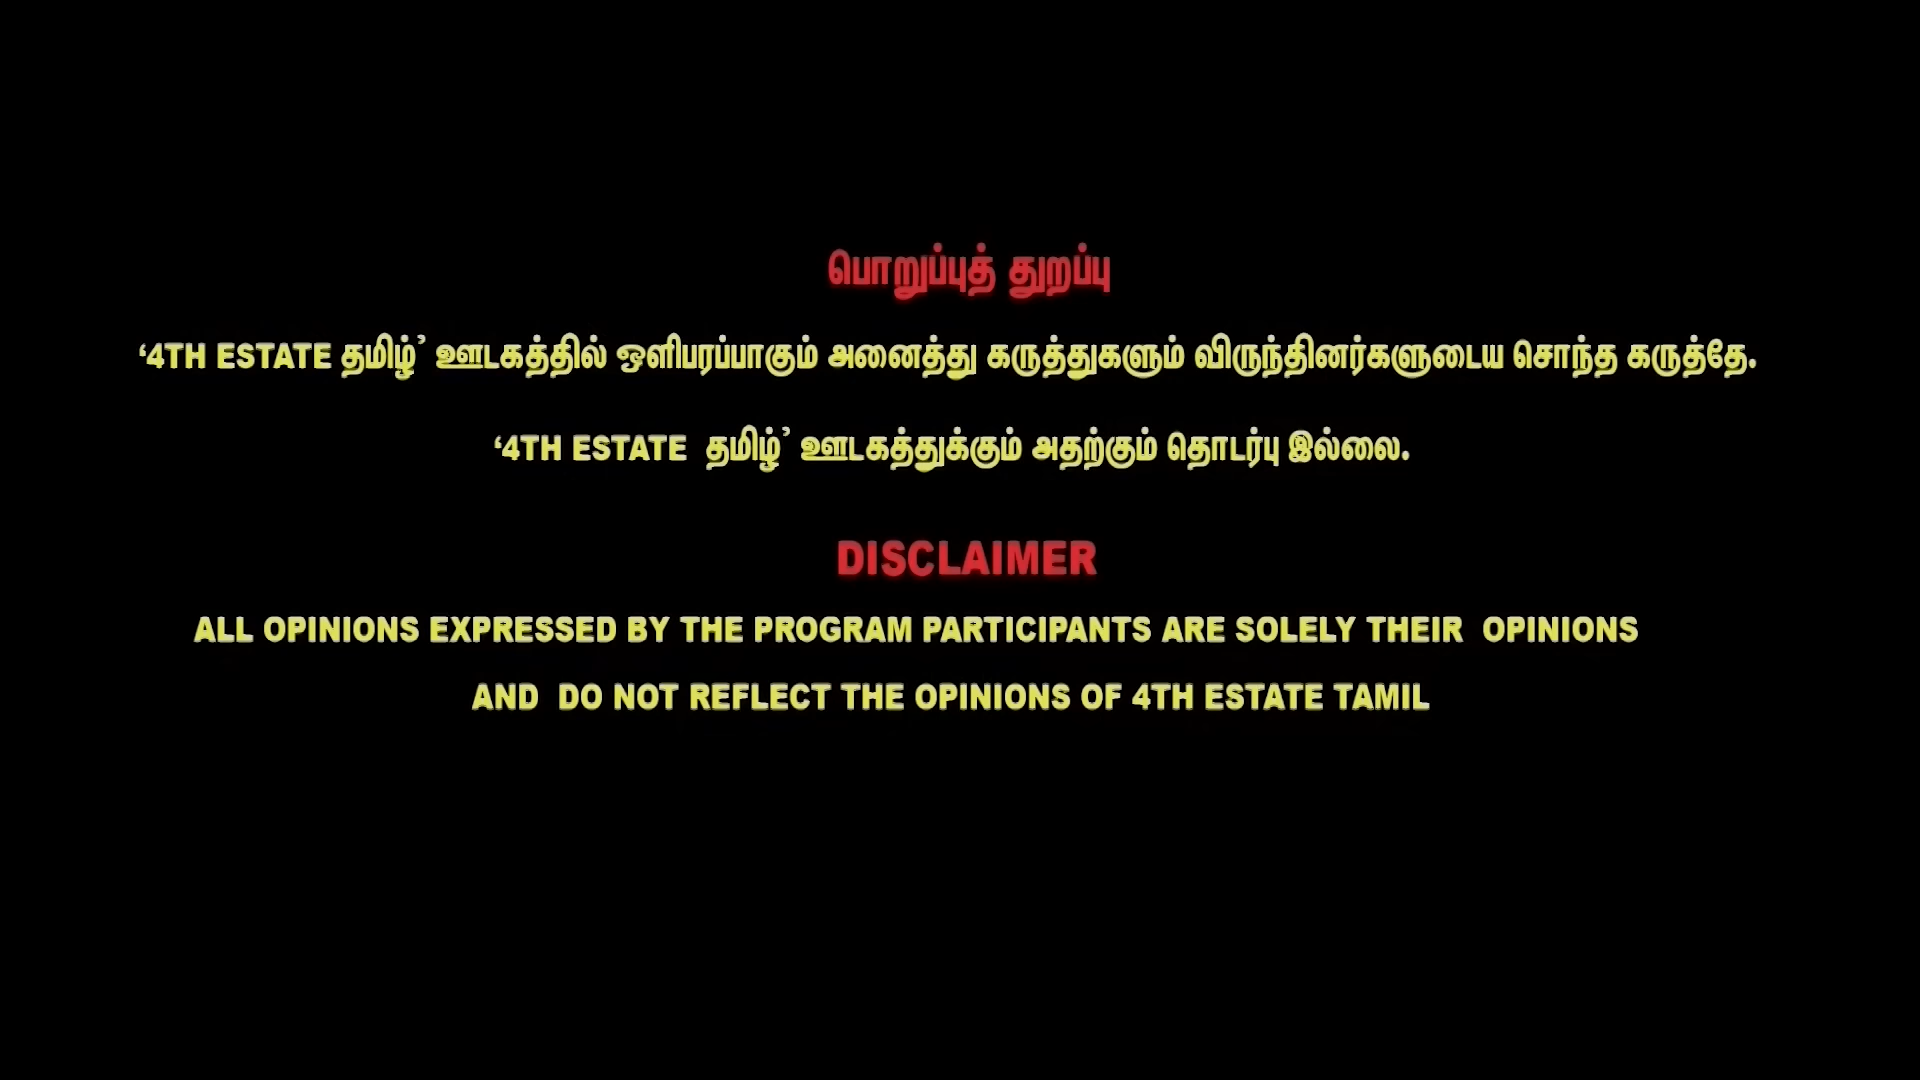 பொறுப்புத் துறப்பு
‘4TH ESTATE தமிழ்’ ஊடகத்தில் ஒளிபரப்பாகும் அனைத்து கருத்துகளும் விருந்தினர்களுடைய சொந்த கருத்தே.
‘4TH ESTATE தமிழ்’ ஊடகத்துக்கும் அதற்கும் தொடர்பு இல்லை.
DISCLAIMER
ALL OPINIONS EXPRESSED BY THE PROGRAM PARTICIPANTS ARE SOLELY THEIR OPINIONS
AND DO NOT REFLECT THE OPINIONS OF 4TH ESTATE TAMIL